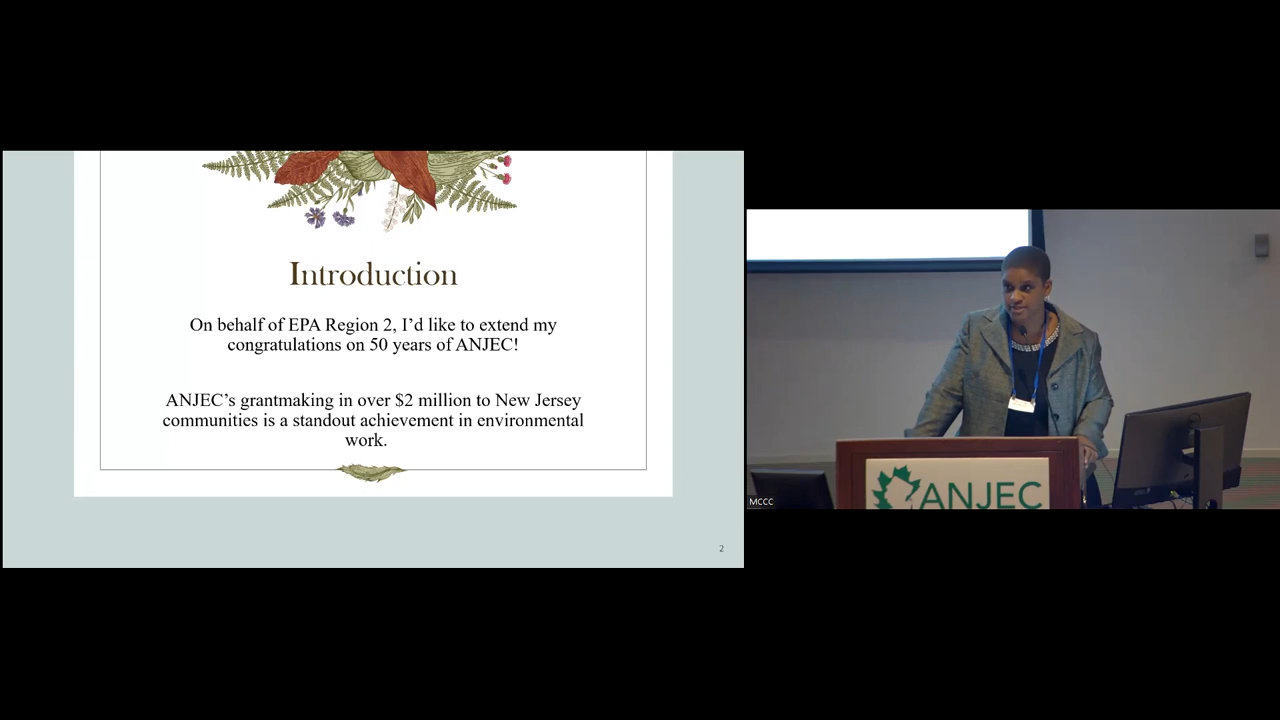 Introduction
On behalf of EPA Region 2, I’d like to extend my
congratulations on 50 years of ANJEC!
ANJEC’s grantmaking in over $2 million to New Jersey
communities is a standout achievement in environmental
work.
2
MCCC
ANJEC